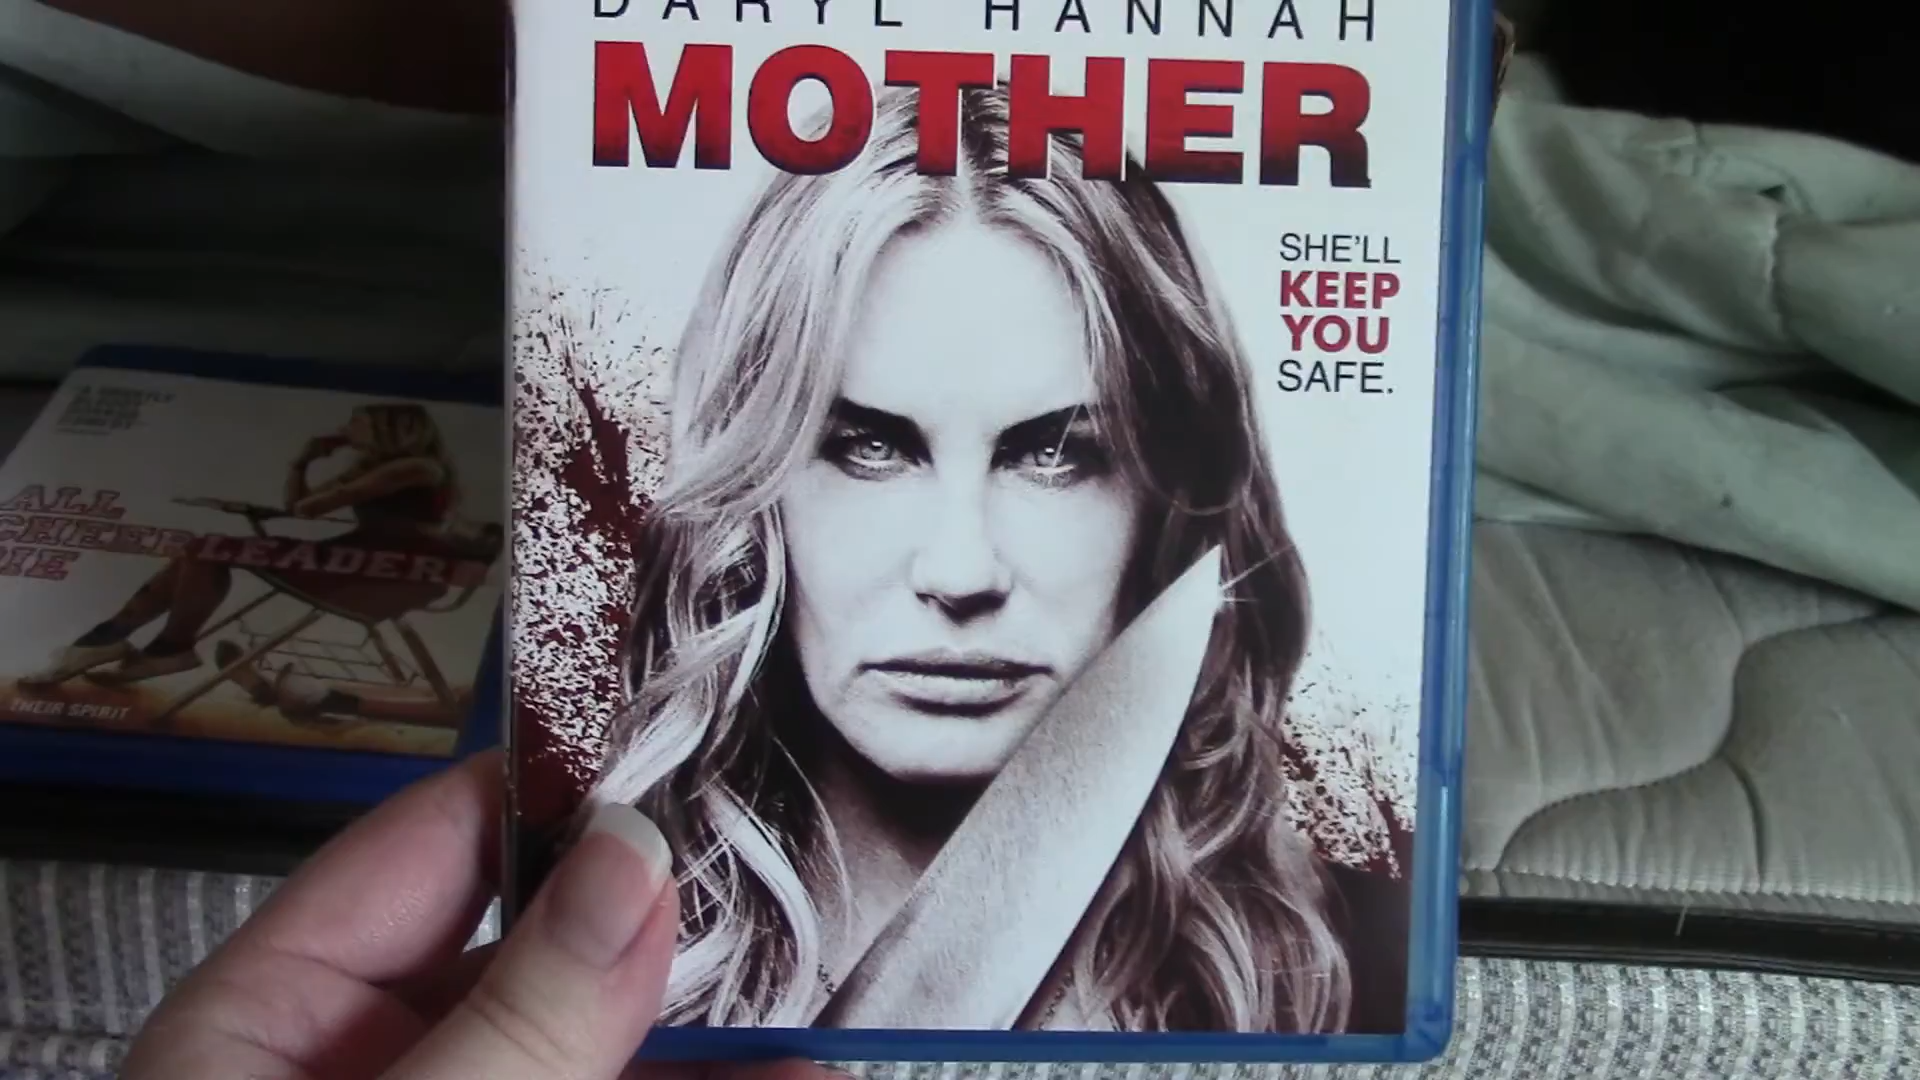 DARYL HANNAH
MOTHER
SHE'LL
KEEP
YOU
SAFE.
ALL
CHEERLEADERS
DIE
THEIR SPIRIT